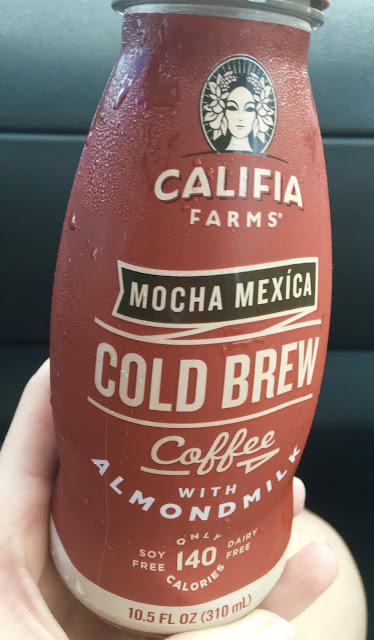 CALIFIA
FARMS®
MOCHA MEXÍCA
COLD BREW
Coffee
WITH
ALMONDMILK
ONLY
SOY FREE
140
DAIRY FREE
CALORIES
10.5 FL OZ (310 mL)